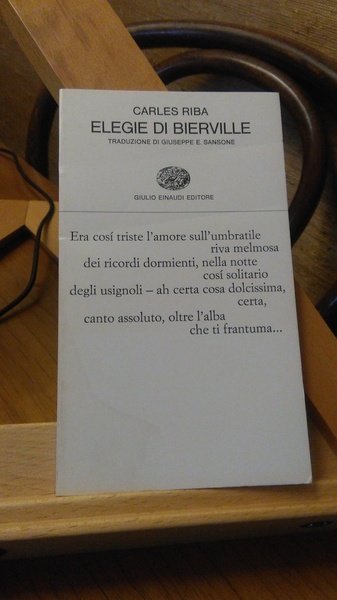 CARLES RIBA
ELEGIE DI BIERVILLE
TRADUZIONE DI GIUSEPPE E. SANSONE
GIULIO EINAUDI EDITORE
Era cosí triste l'amore sull'umbratile
riva melmosa
dei ricordi dormienti, nella notte
cosí solitario
degli usignoli – ah certa cosa dolcissima,
certa,
canto assoluto, oltre l'alba
che ti frantuma...